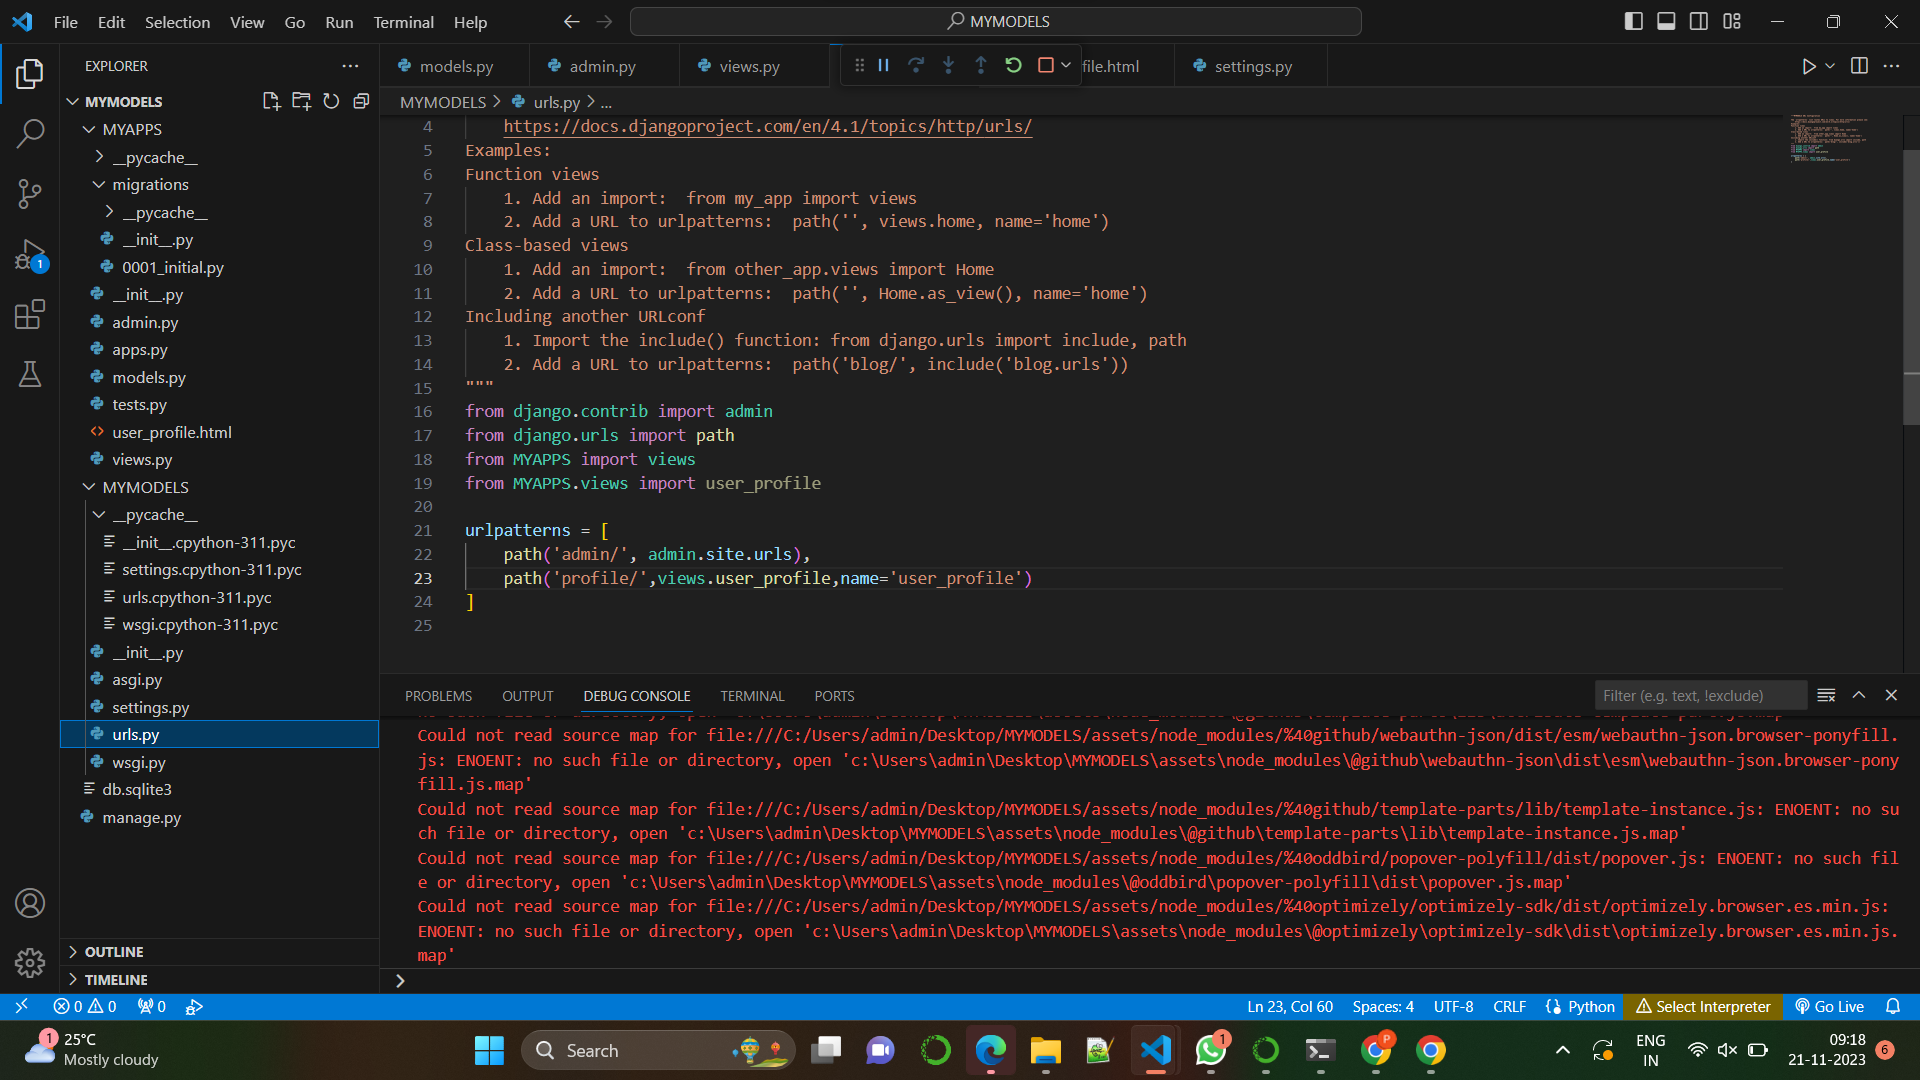 File Edit Selection View Go Run Terminal Help
MYMODELS
EXPLORER
MYMODELS
MYAPPS
__pycache__
migrations
__pycache__
__init__.py
0001_initial.py
__init__.py
admin.py
apps.py
models.py
tests.py
user_profile.html
views.py
MYMODELS
__pycache__
__init__.cpython-311.pyc
settings.cpython-311.pyc
urls.cpython-311.pyc
wsgi.cpython-311.pyc
__init__.py
asgi.py
settings.py
urls.py
wsgi.py
db.sqlite3
manage.py
OUTLINE
TIMELINE
1
models.py admin.py views.py file.html settings.py
MYMODELS > urls.py > ...
4 https://docs.djangoproject.com/en/4.1/topics/http/urls/
5 Examples:
6 Function views
7 1. Add an import:  from my_app import views
8 2. Add a URL to urlpatterns:  path('', views.home, name='home')
9 Class-based views
10 1. Add an import:  from other_app.views import Home
11 2. Add a URL to urlpatterns:  path('', Home.as_view(), name='home')
12 Including another URLconf
13 1. Import the include() function: from django.urls import include, path
14 2. Add a URL to urlpatterns:  path('blog/', include('blog.urls'))
15 """
16 from django.contrib import admin
17 from django.urls import path
18 from MYAPPS import views
19 from MYAPPS.views import user_profile
20
21 urlpatterns = [
22 path('admin/', admin.site.urls),
23 path('profile/',views.user_profile,name='user_profile')
24 ]
25
PROBLEMS OUTPUT DEBUG CONSOLE TERMINAL PORTS
Filter (e.g. text, !exclude)
Could not read source map for file:///C:/Users/admin/Desktop/MYMODELS/assets/node_modules/%40github/webauthn-json/dist/esm/webauthn-json.browser-ponyfill.
js: ENOENT: no such file or directory, open 'c:\Users\admin\Desktop\MYMODELS\assets\node_modules\@github\webauthn-json\dist\esm\webauthn-json.browser-pony
fill.js.map'
Could not read source map for file:///C:/Users/admin/Desktop/MYMODELS/assets/node_modules/%40github/template-parts/lib/template-instance.js: ENOENT: no su
ch file or directory, open 'c:\Users\admin\Desktop\MYMODELS\assets\node_modules\@github\template-parts\lib\template-instance.js.map'
Could not read source map for file:///C:/Users/admin/Desktop/MYMODELS/assets/node_modules/%40oddbird/popover-polyfill/dist/popover.js: ENOENT: no such fil
e or directory, open 'c:\Users\admin\Desktop\MYMODELS\assets\node_modules\@oddbird\popover-polyfill\dist\popover.js.map'
Could not read source map for file:///C:/Users/admin/Desktop/MYMODELS/assets/node_modules/%40optimizely/optimizely-sdk/dist/optimizely.browser.es.min.js:
ENOENT: no such file or directory, open 'c:\Users\admin\Desktop\MYMODELS\assets\node_modules\@optimizely\optimizely-sdk\dist\optimizely.browser.es.min.js.
map'
0 0 0 Ln 23, Col 60 Spaces: 4 UTF-8 CRLF Python Select Interpreter Go Live
1 25°C
Mostly cloudy
Search
1
P
ENG
IN
09:18
21-11-2023
6